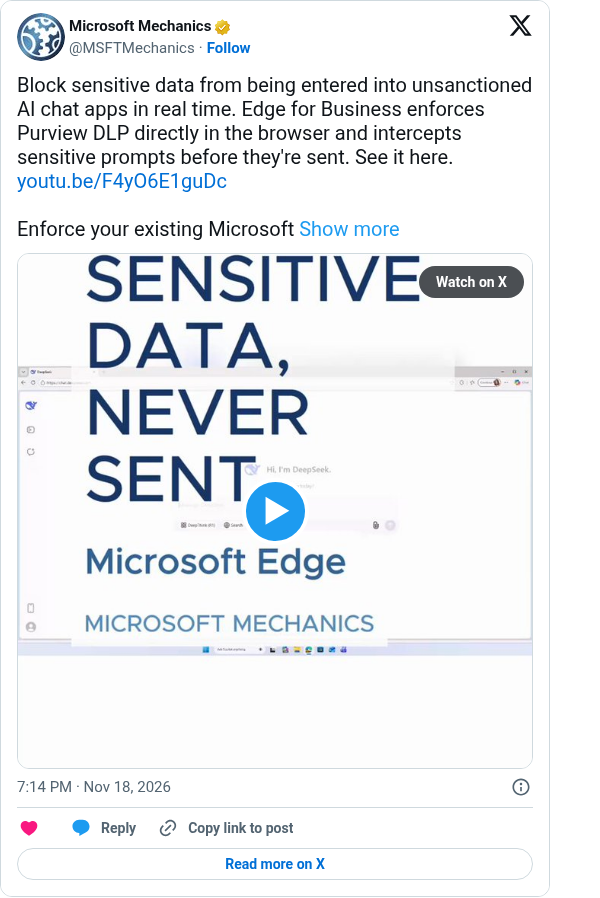 Microsoft Mechanics
@MSFTMechanics · Follow
Block sensitive data from being entered into unsanctioned
AI chat apps in real time. Edge for Business enforces
Purview DLP directly in the browser and intercepts
sensitive prompts before they're sent. See it here.
youtu.be/F4yO6E1guDc
Enforce your existing Microsoft Show more
Watch on X
SENSITIVE
DATA,
NEVER
SENT
Hi, I'm DeepSeek.
Search
Microsoft Edge
MICROSOFT MECHANICS
7:14 PM · Nov 18, 2026
Reply
Copy link to post
Read more on X